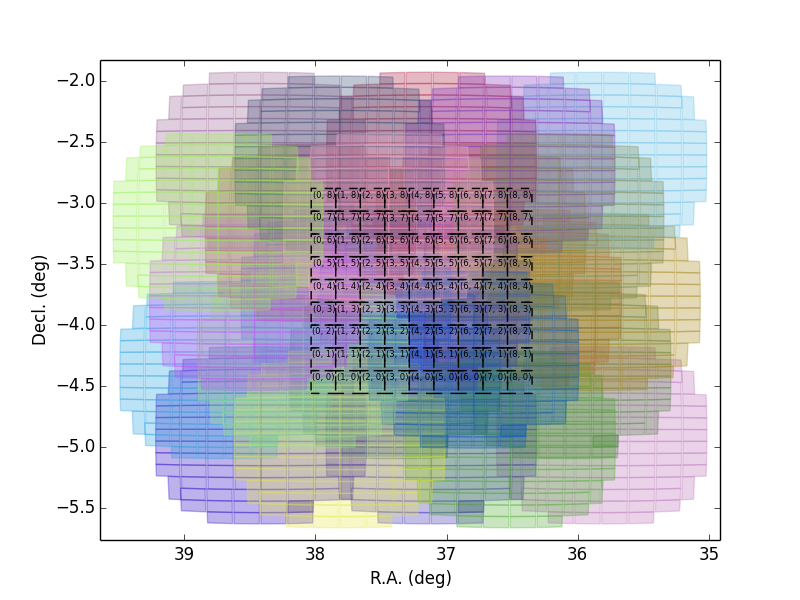 −2.0
−2.5
−3.0
−3.5
−4.0
−4.5
−5.0
−5.5
Decl. (deg)
(0, 8) (1, 8) (2, 8) (3, 8) (4, 8) (5, 8) (6, 8) (7, 8) (8, 8)
(0, 7) (1, 7) (2, 7) (3, 7) (4, 7) (5, 7) (6, 7) (7, 7) (8, 7)
(0, 6) (1, 6) (2, 6) (3, 6) (4, 6) (5, 6) (6, 6) (7, 6) (8, 6)
(0, 5) (1, 5) (2, 5) (3, 5) (4, 5) (5, 5) (6, 5) (7, 5) (8, 5)
(0, 4) (1, 4) (2, 4) (3, 4) (4, 4) (5, 4) (6, 4) (7, 4) (8, 4)
(0, 3) (1, 3) (2, 3) (3, 3) (4, 3) (5, 3) (6, 3) (7, 3) (8, 3)
(0, 2) (1, 2) (2, 2) (3, 2) (4, 2) (5, 2) (6, 2) (7, 2) (8, 2)
(0, 1) (1, 1) (2, 1) (3, 1) (4, 1) (5, 1) (6, 1) (7, 1) (8, 1)
(0, 0) (1, 0) (2, 0) (3, 0) (4, 0) (5, 0) (6, 0) (7, 0) (8, 0)
39 38 37 36 35
R.A. (deg)